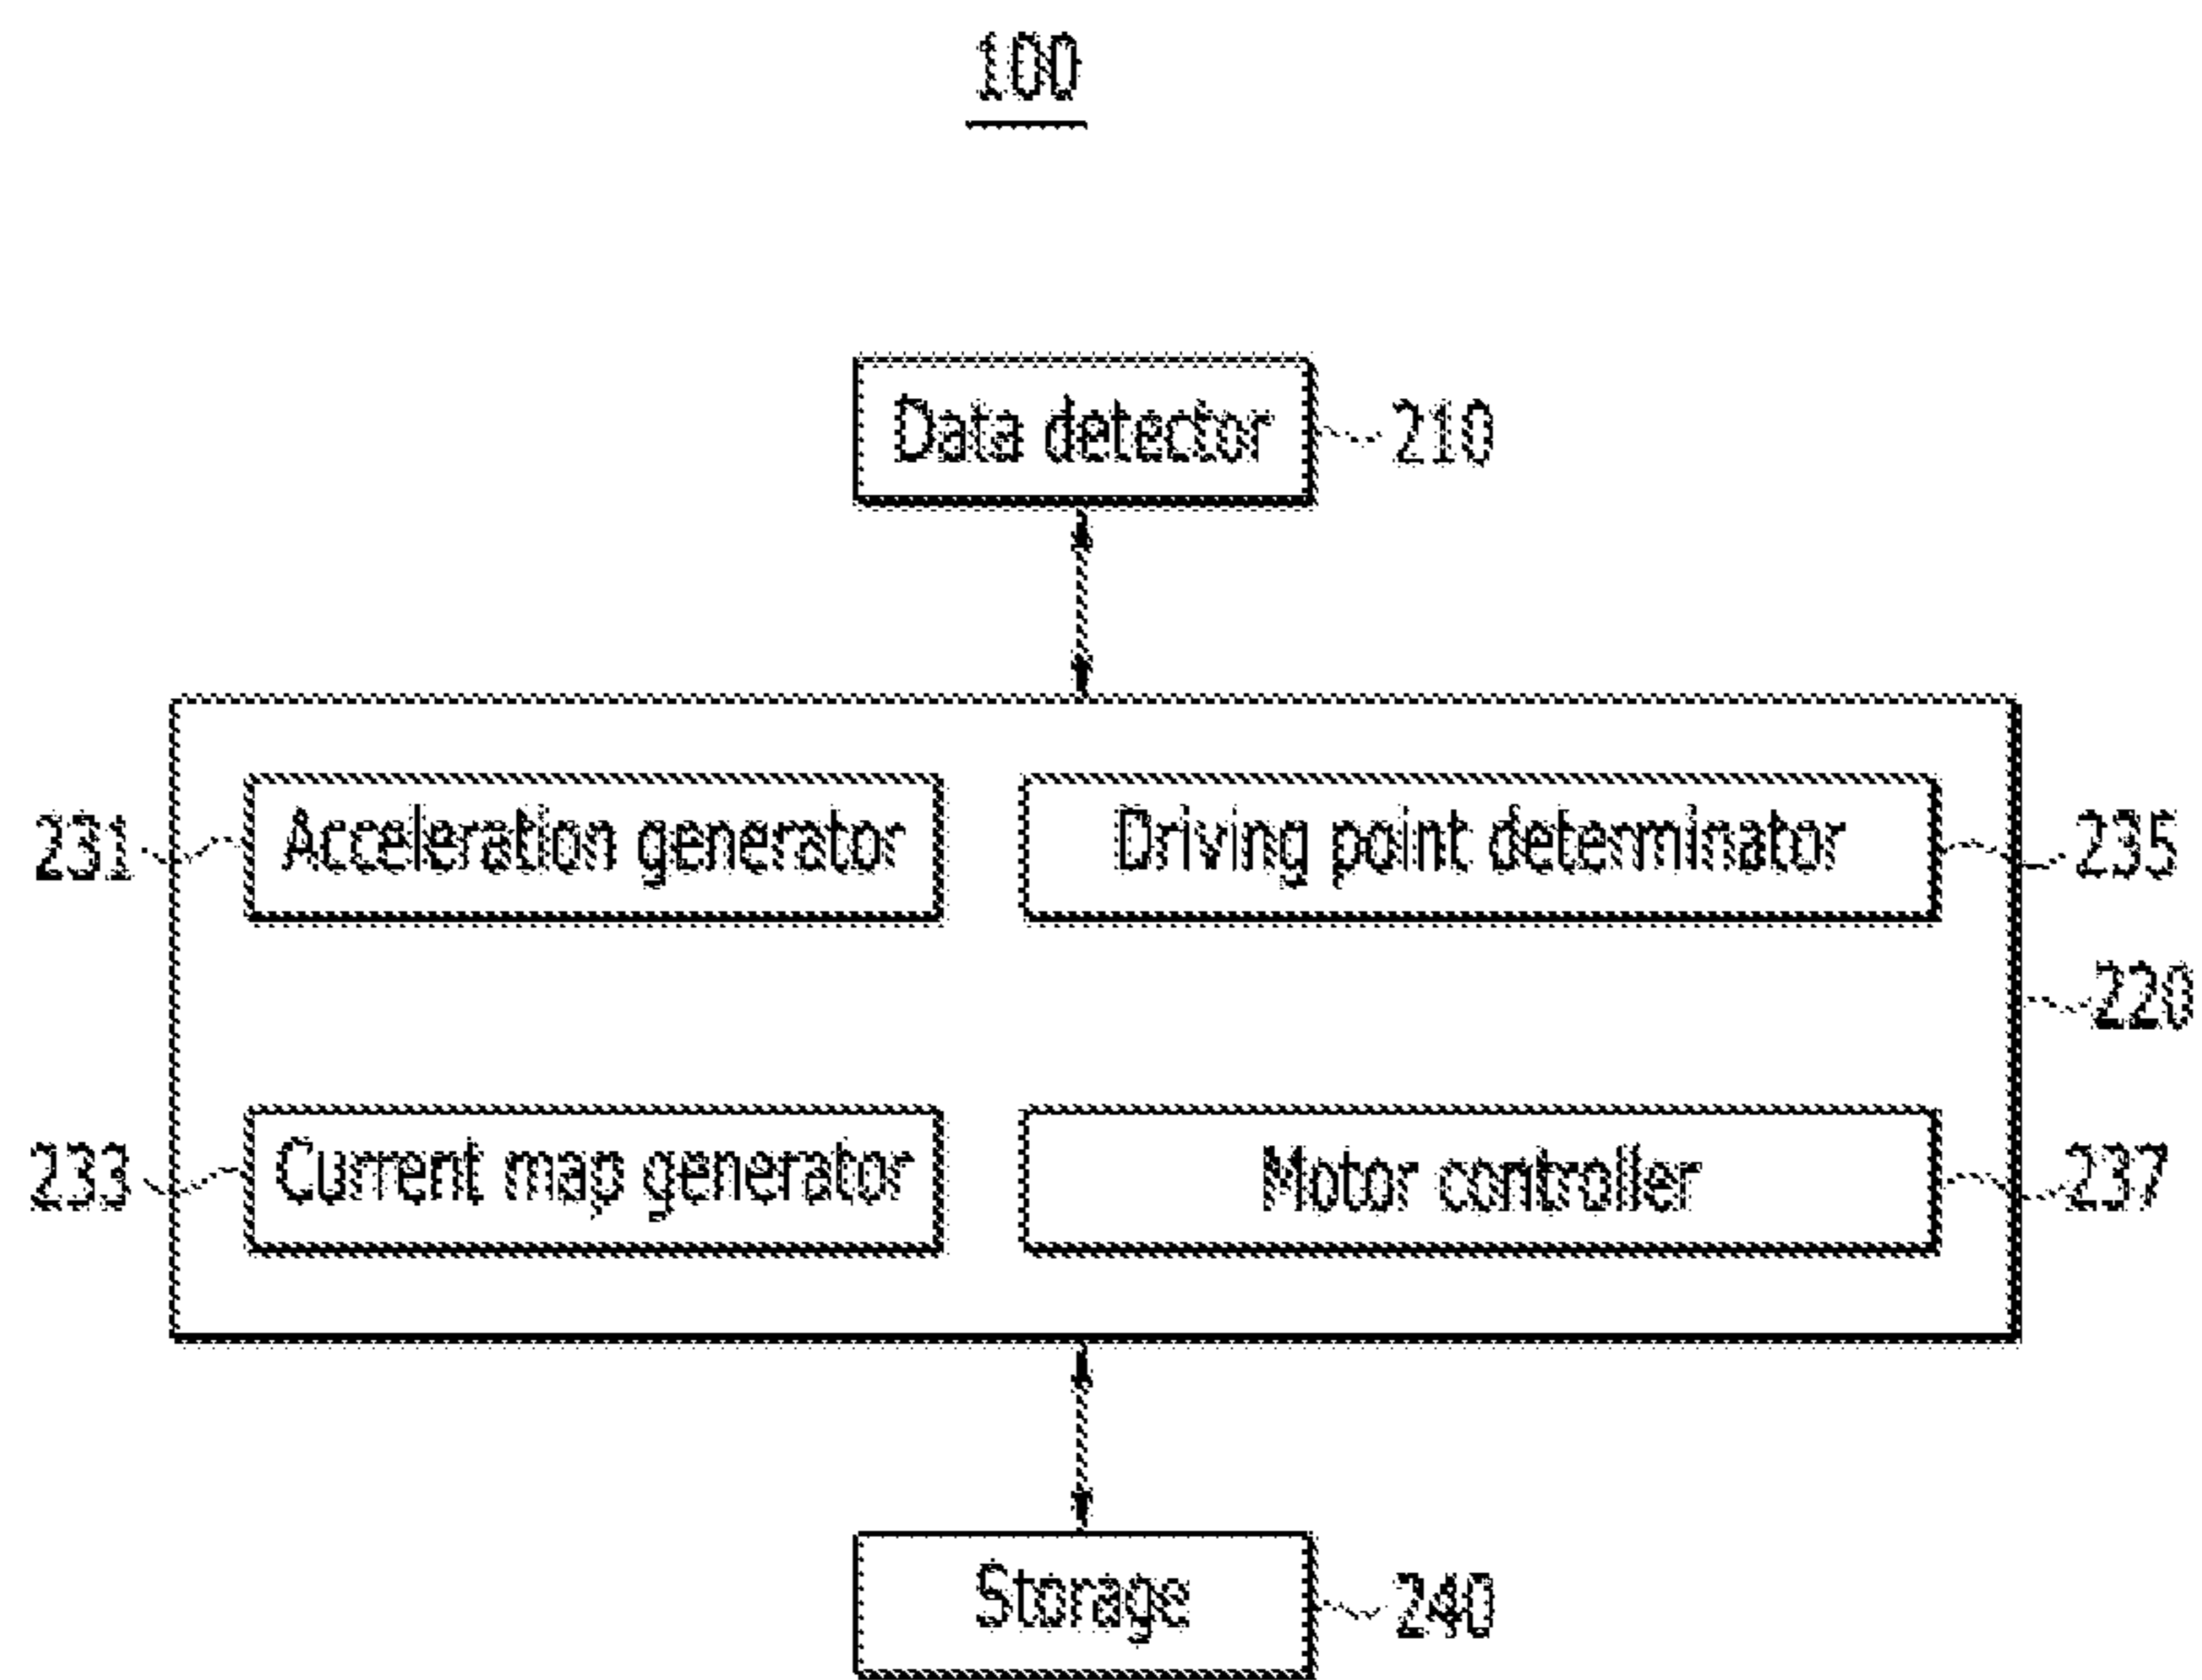 100
Data detector 210
231 Acceleration generator Driving point determinator 235
220
233 Current map generator Motor controller 237
Storage 240